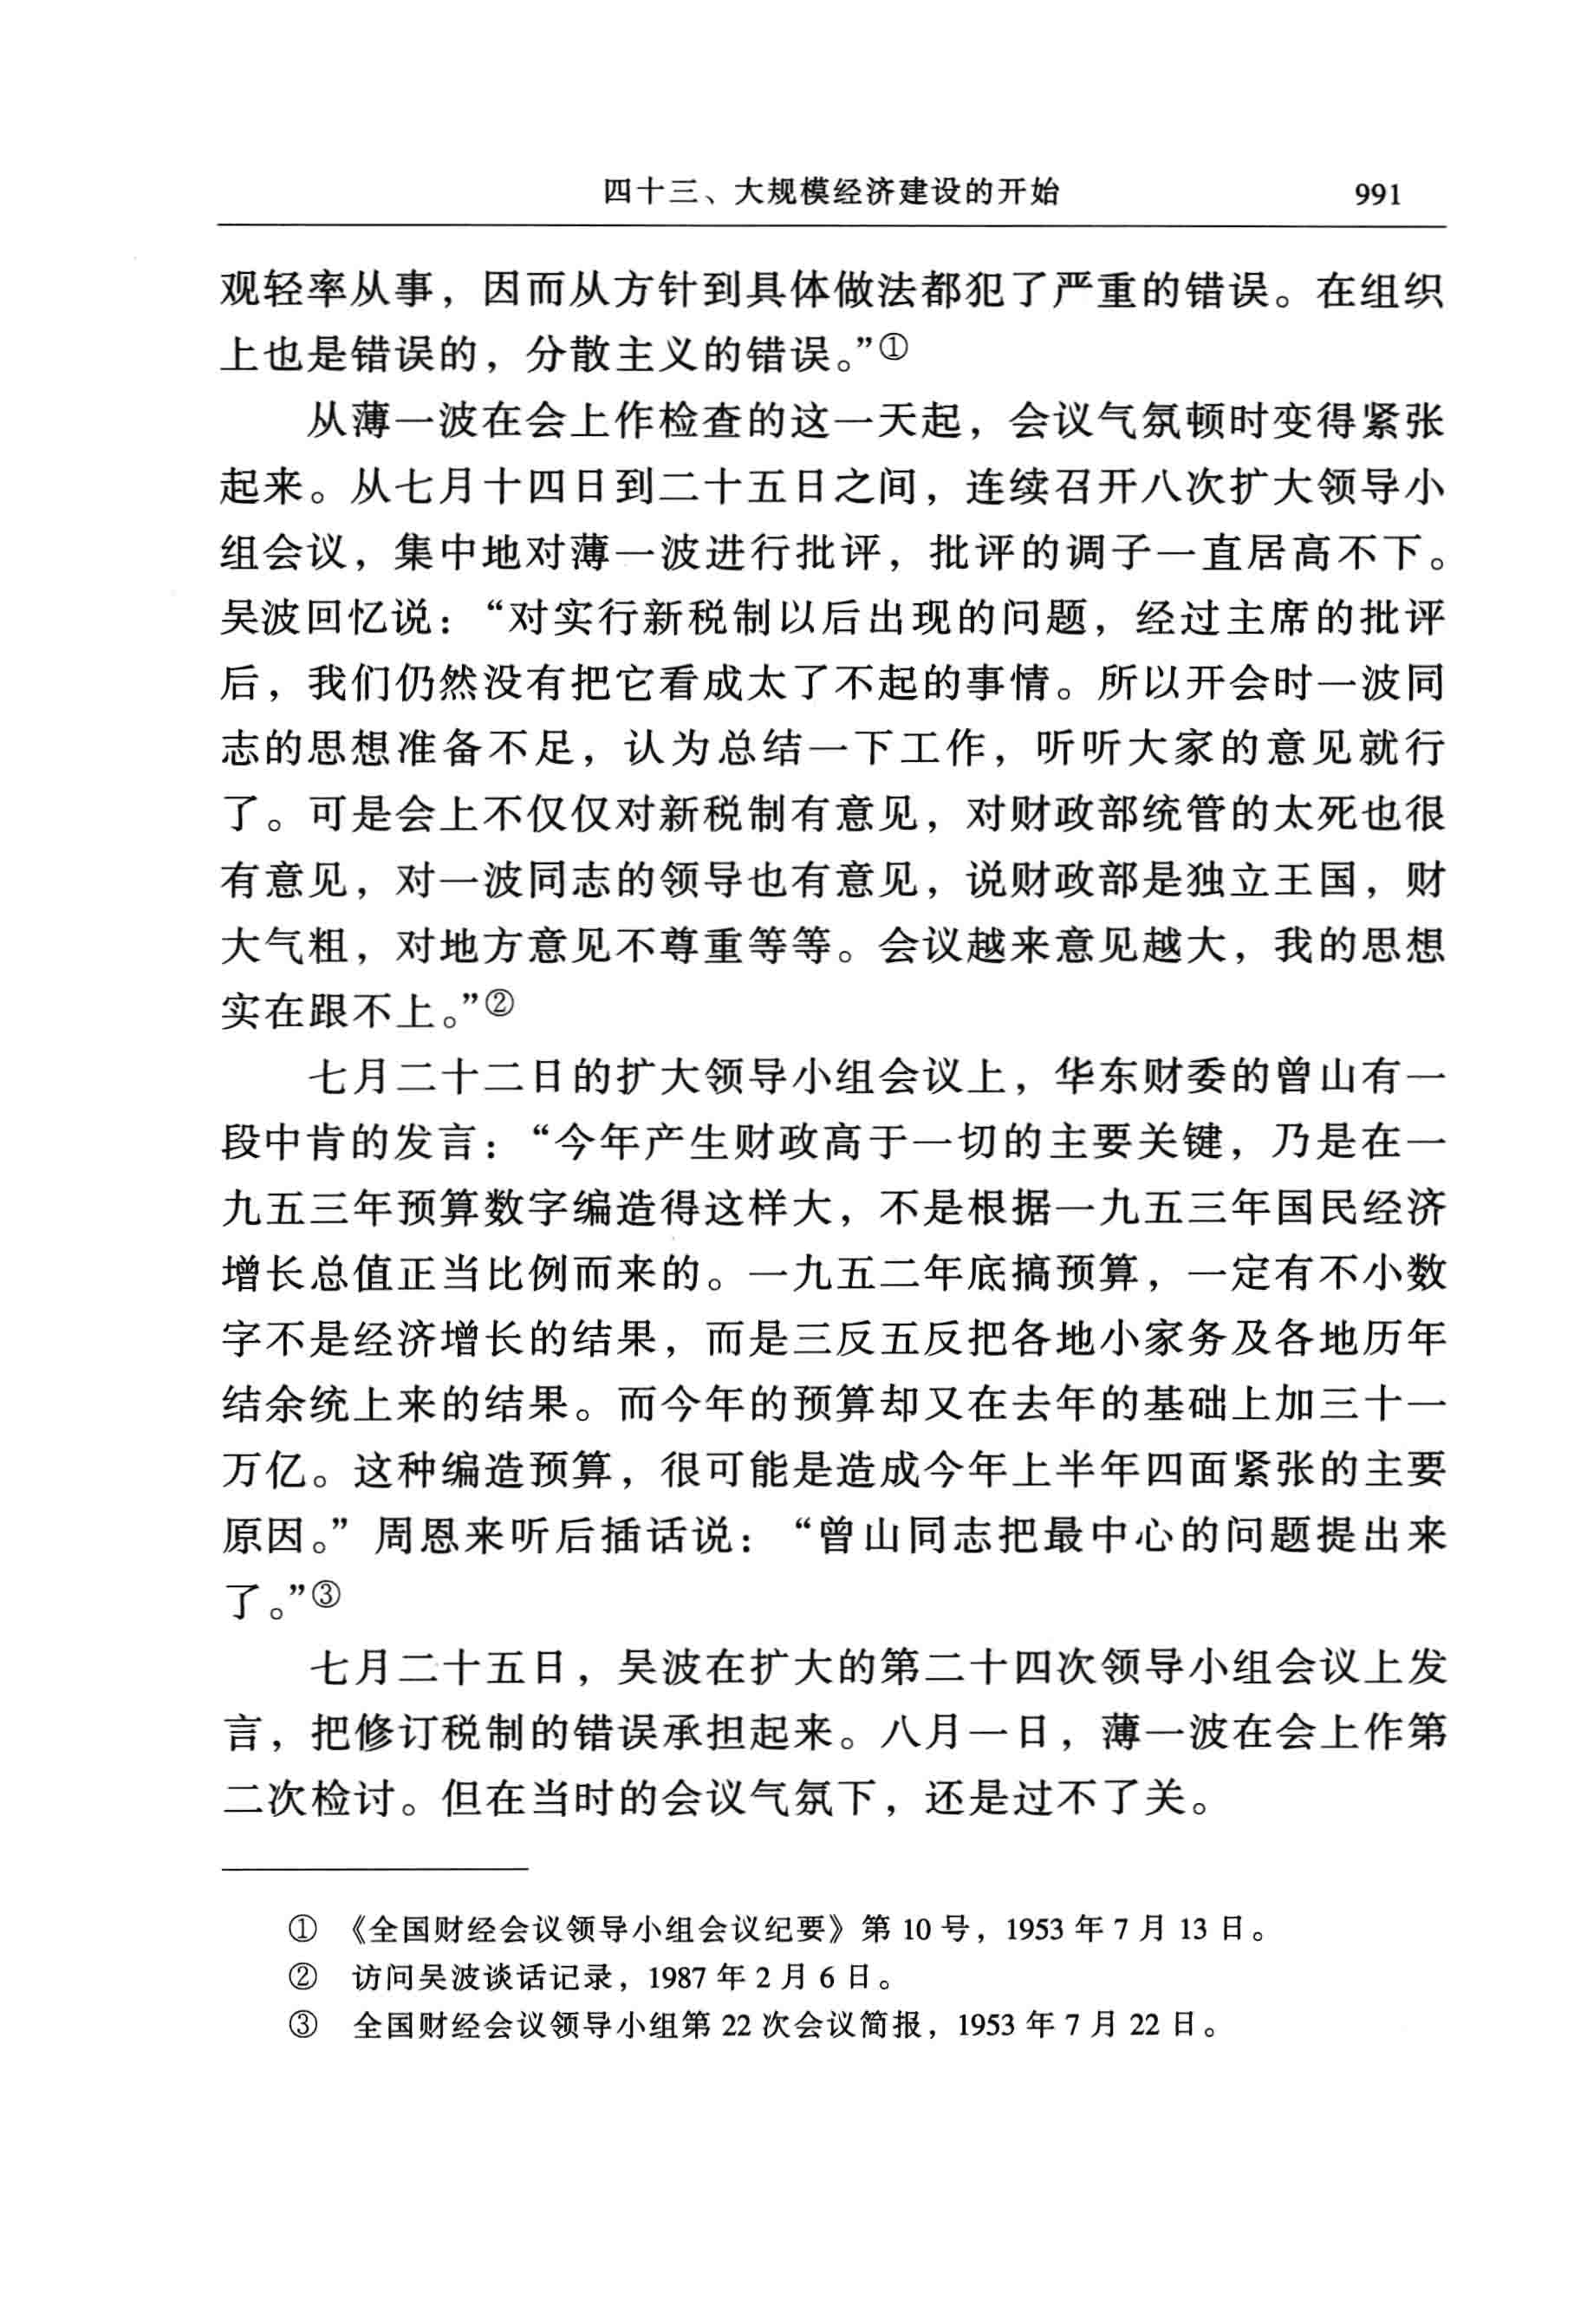 四十三、大规模经济建设的开始 991
观轻率从事，因而从方针到具体做法都犯了严重的错误。在组织
上也是错误的，分散主义的错误。”①
从薄一波在会上作检查的这一天起，会议气氛顿时变得紧张
起来。从七月十四日到二十五日之间，连续召开八次扩大领导小
组会议，集中地对薄一波进行批评，批评的调子一直居高不下。
吴波回忆说：“对实行新税制以后出现的问题，经过主席的批评
后，我们仍然没有把它看成太了不起的事情。所以开会时一波同
志的思想准备不足，认为总结一下工作，听听大家的意见就行
了。可是会上不仅仅对新税制有意见，对财政部统管的太死也很
有意见，对一波同志的领导也有意见，说财政部是独立王国，财
大气粗，对地方意见不尊重等等。会议越来意见越大，我的思想
实在跟不上。”②
七月二十二日的扩大领导小组会议上，华东财委的曾山有一
段中肯的发言：“今年产生财政高于一切的主要关键，乃是在一
九五三年预算数字编造得这样大，不是根据一九五三年国民经济
增长总值正当比例而来的。一九五二年底搞预算，一定有不小数
字不是经济增长的结果，而是三反五反把各地小家务及各地历年
结余统上来的结果。而今年的预算却又在去年的基础上加三十一
万亿。这种编造预算，很可能是造成今年上半年四面紧张的主要
原因。”周恩来听后插话说：“曾山同志把最中心的问题提出来
了。”③
七月二十五日，吴波在扩大的第二十四次领导小组会议上发
言，把修订税制的错误承担起来。八月一日，薄一波在会上作第
二次检讨。但在当时的会议气氛下，还是过不了关。
① 《全国财经会议领导小组会议纪要》第 10 号，1953 年 7 月 13 日。
② 访问吴波谈话记录，1987 年 2 月 6 日。
③ 全国财经会议领导小组第 22 次会议简报，1953 年 7 月 22 日。